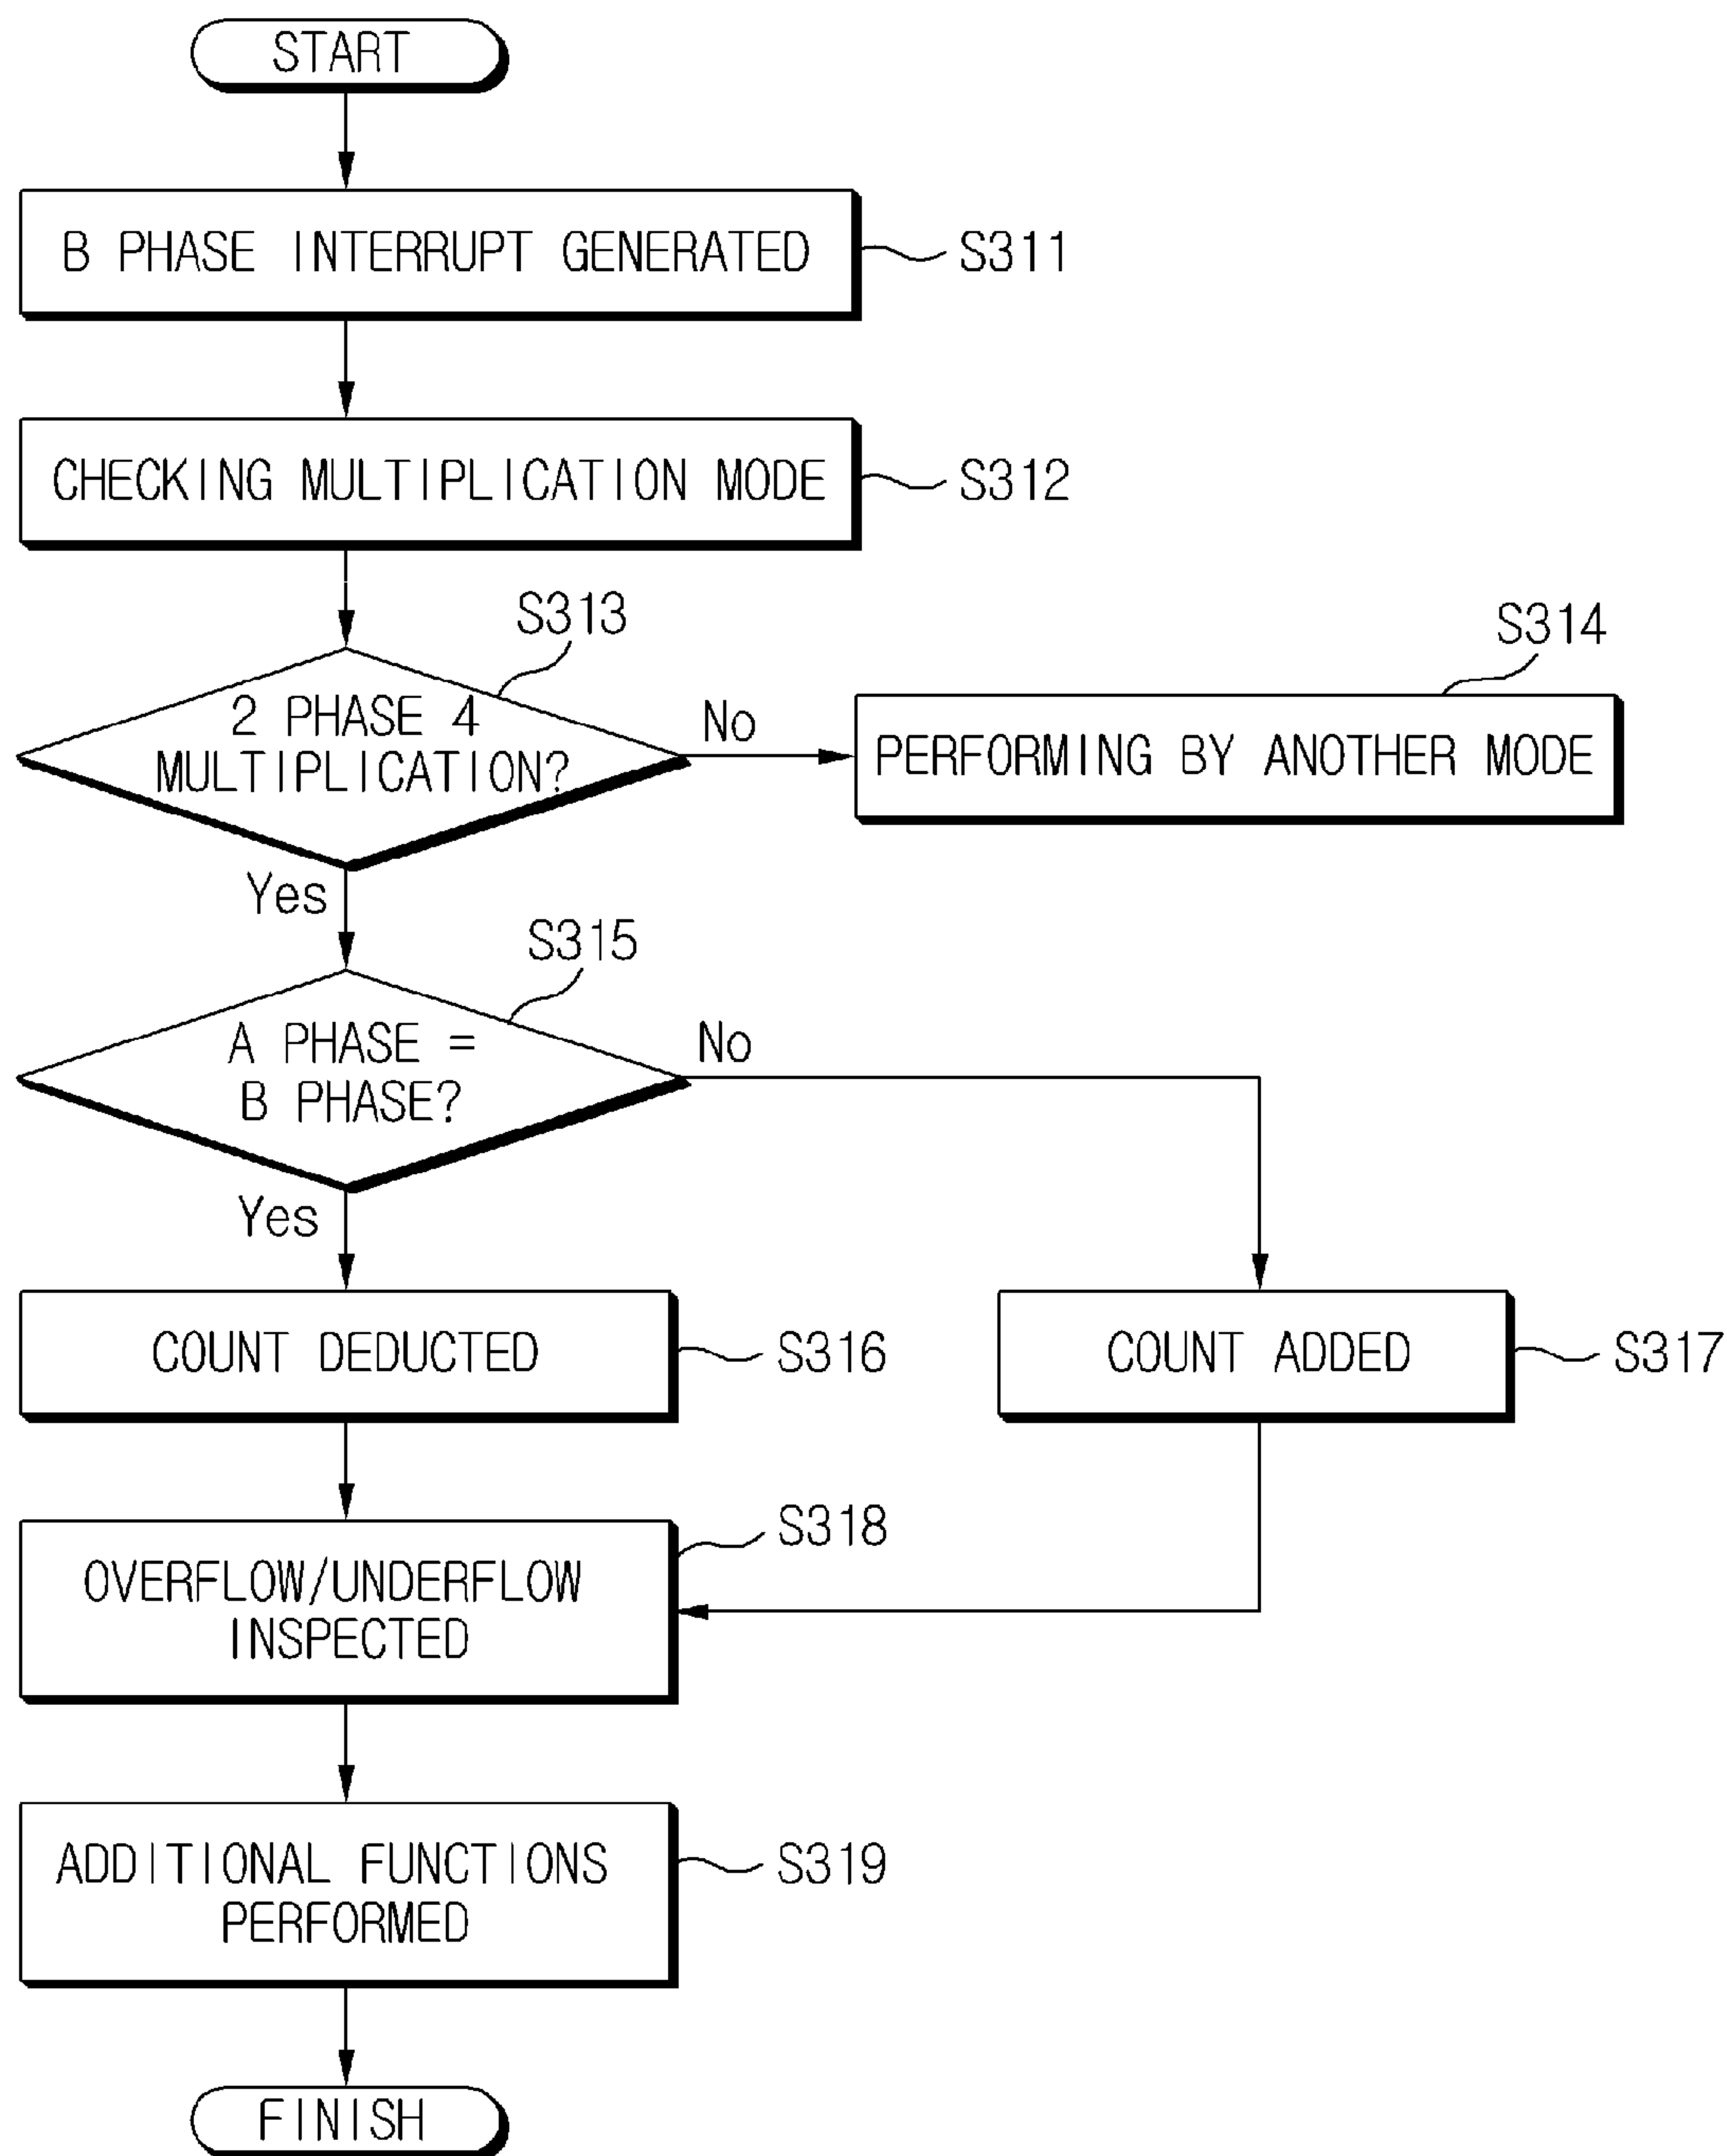 START
B PHASE INTERRUPT GENERATED
S311
CHECKING MULTIPLICATION MODE
S312
S313
2 PHASE 4
MULTIPLICATION?
No
S314
PERFORMING BY ANOTHER MODE
Yes
S315
A PHASE =
B PHASE?
No
Yes
COUNT DEDUCTED
S316
COUNT ADDED
S317
S318
OVERFLOW/UNDERFLOW
INSPECTED
ADDITIONAL FUNCTIONS
PERFORMED
S319
FINISH